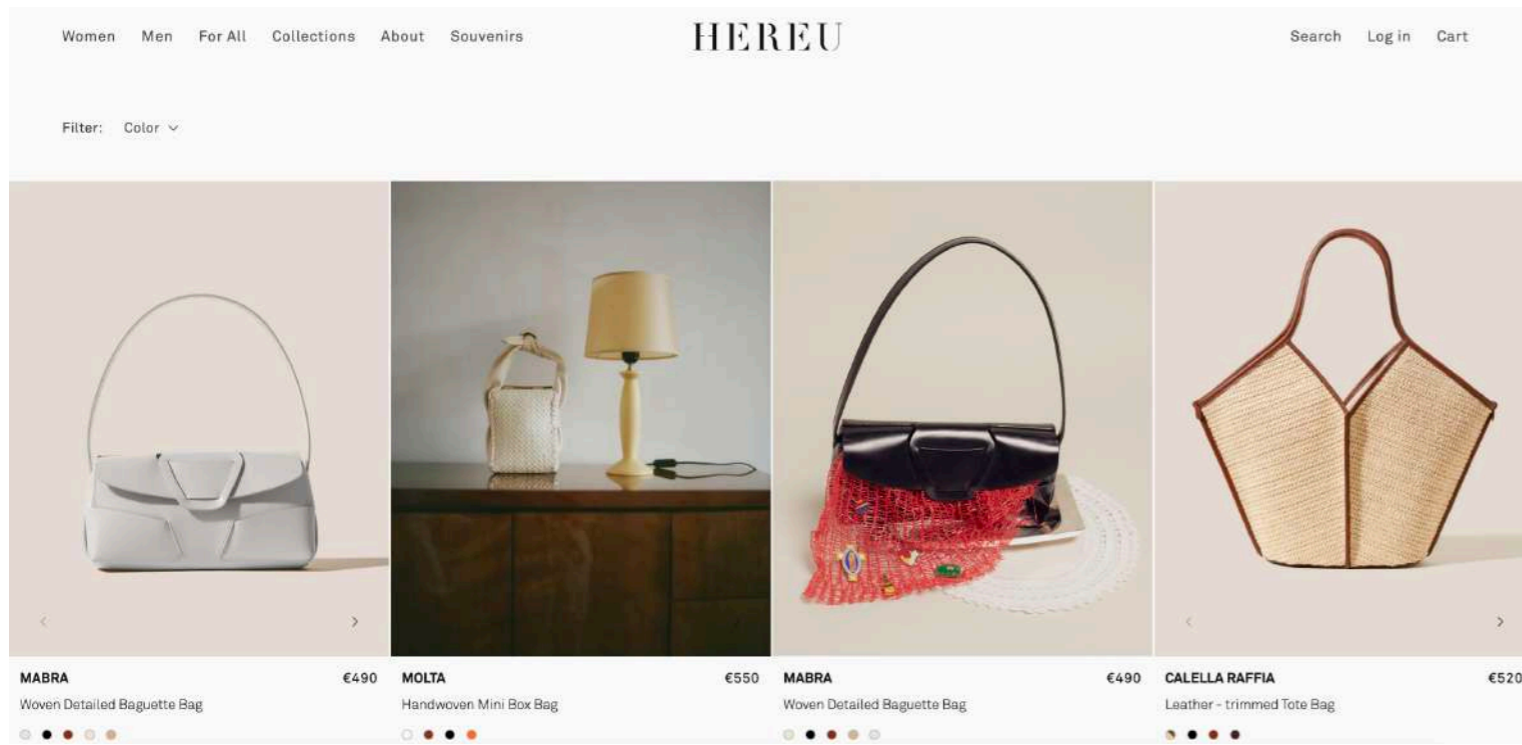 Women Men For All Collections About Souvenirs
HEREU
Search Log in Cart
Filter: Color
MABRA €490
Woven Detailed Baguette Bag
MOLTA €550
Handwoven Mini Box Bag
MABRA €490
Woven Detailed Baguette Bag
CALELLA RAFFIA €520
Leather - trimmed Tote Bag